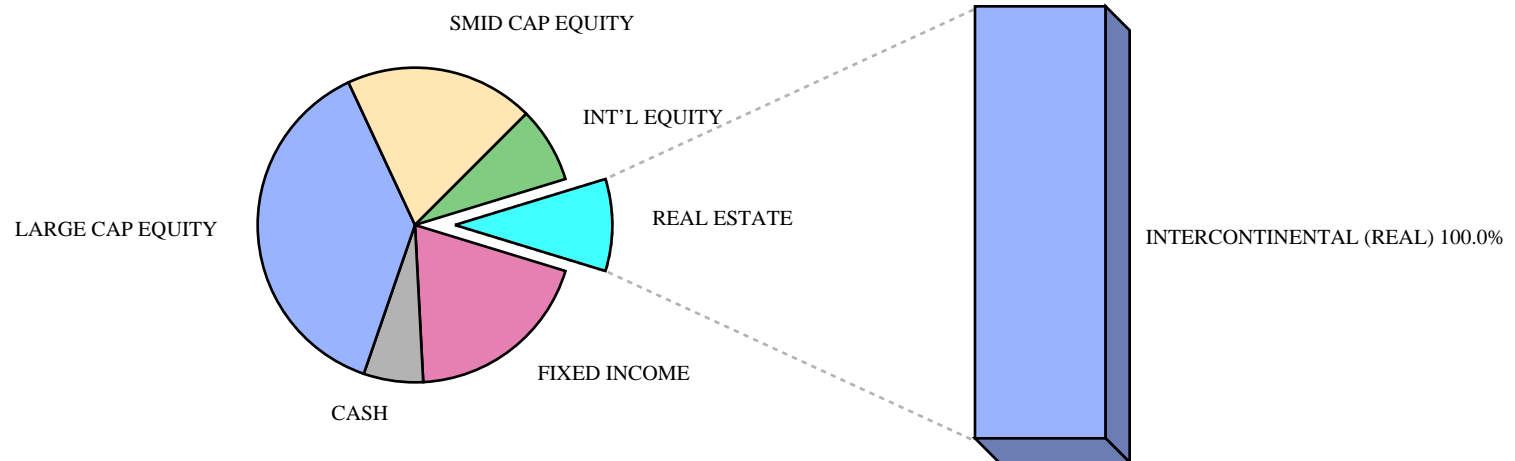 SMID CAP EQUITY
INT'L EQUITY
REAL ESTATE
LARGE CAP EQUITY
INTERCONTINENTAL (REAL) 100.0%
FIXED INCOME
CASH